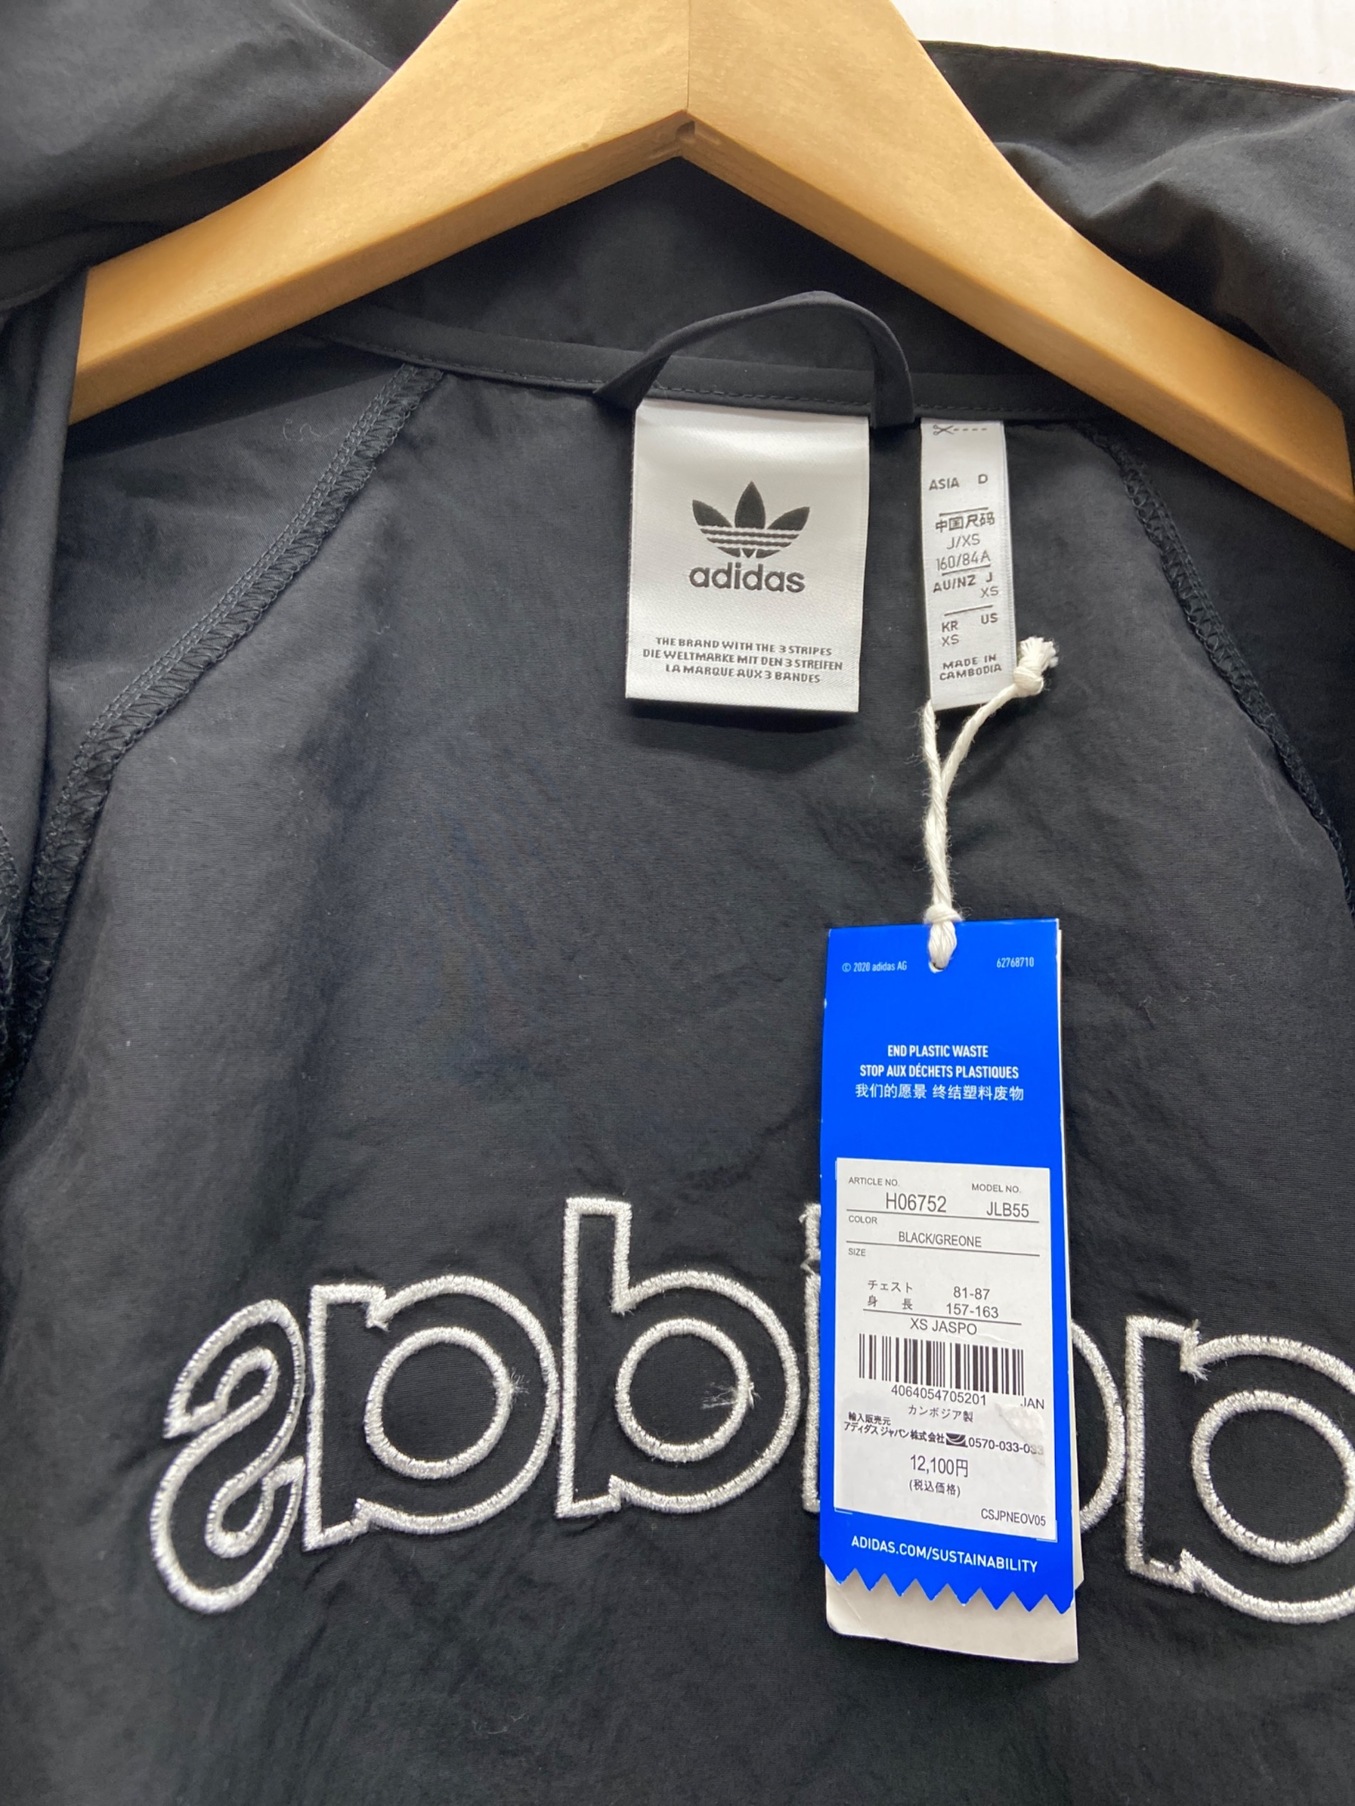 adidas
THE BRAND WITH THE 3 STRIPES
DIE WELTMARKE MIT DEN 3 STREIFEN
LA MARQUE AUX 3 BANDES
ASIA D
中国尺码
J/XS
160/84A
AU/NZ J
XS
KR US
XS
MADE IN
CAMBODIA
© 2020 adidas AG 62768710
END PLASTIC WASTE
STOP AUX DÉCHETS PLASTIQUES
我们的愿景 终结塑料废物
ARTICLE NO. MODEL NO.
H06752 JLB55
COLOR
BLACK/GREONE
SIZE
チェスト 81-87
身 長 157-163
XS JASPO
4064054705201 JAN
カンボジア製
輸入販売元
アディダス ジャパン株式会社 0570-033-033
12,100円
(税込価格)
CSJPNEOV05
ADIDAS.COM/SUSTAINABILITY